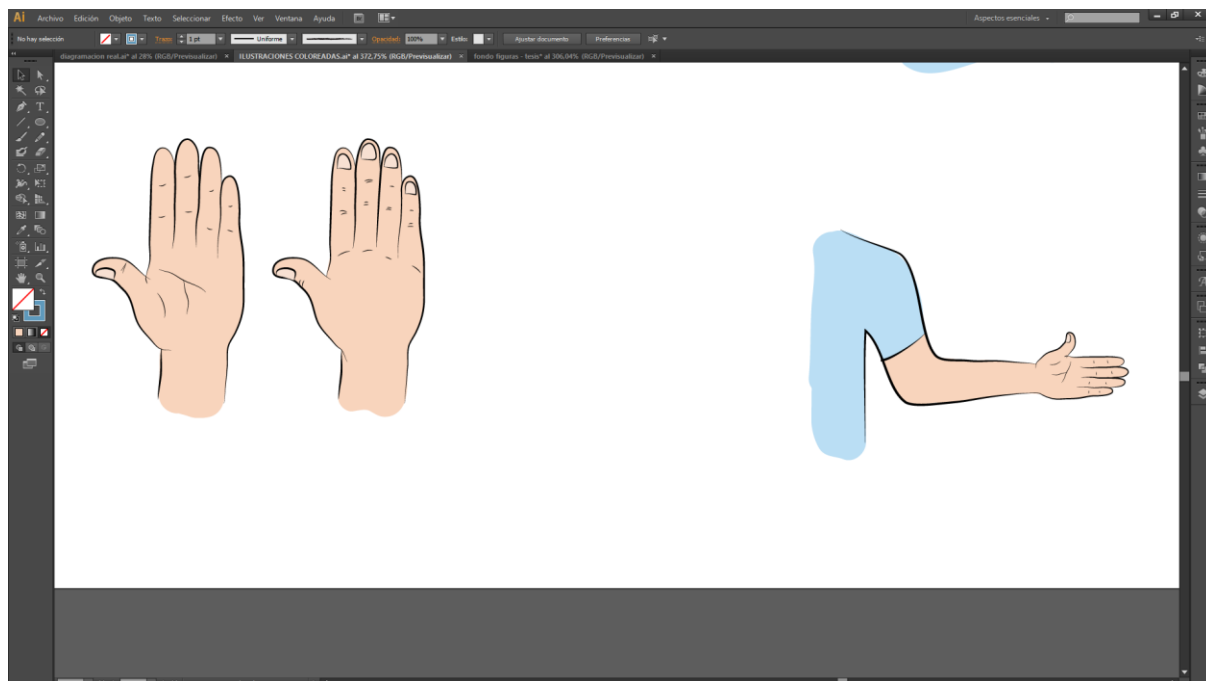 Ai Archivo Edición Objeto Texto Seleccionar Efecto Ver Ventana Ayuda Aspectos esenciales
No hay selección Trazo: 1 pt Uniforme Opacidad: 100% Estilo: Ajustar documento Preferencias
diagramacion real.ai* al 28% (RGB/Previsualizar) × ILUSTRACIONES COLOREADAS.ai* al 372,75% (RGB/Previsualizar) × fondo figuras - tesis* al 306,04% (RGB/Previsualizar) ×